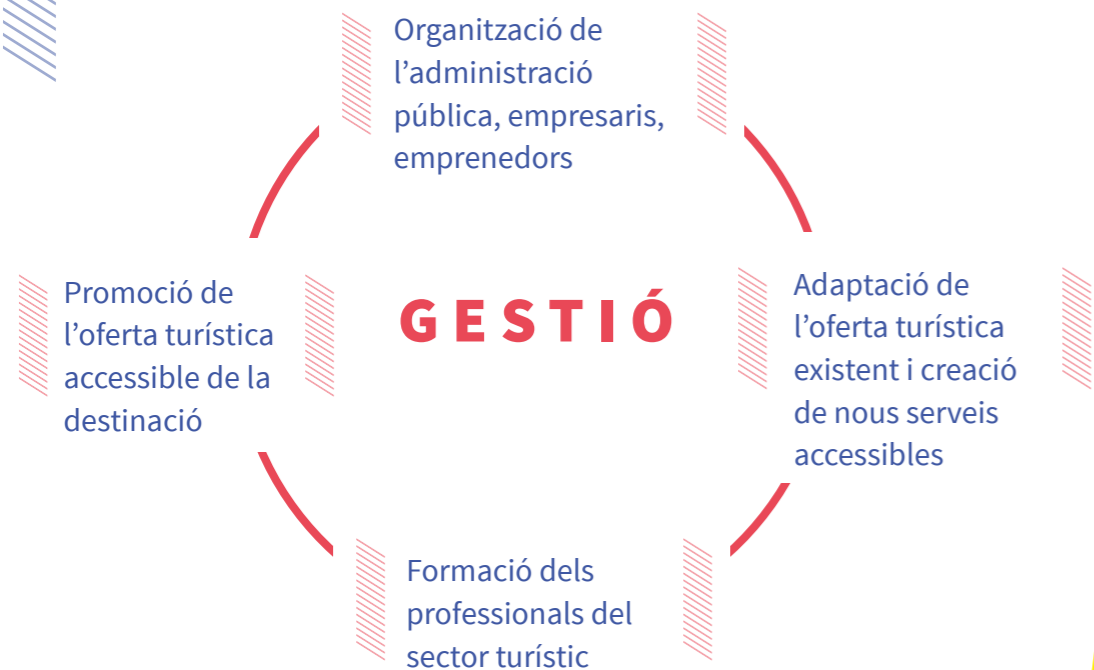 Organització de
l’administració
pública, empresaris,
emprenedors
Promoció de
l’oferta turística
accessible de la
destinació
GESTIÓ
Adaptació de
l’oferta turística
existent i creació
de nous serveis
accessibles
Formació dels
professionals del
sector turístic